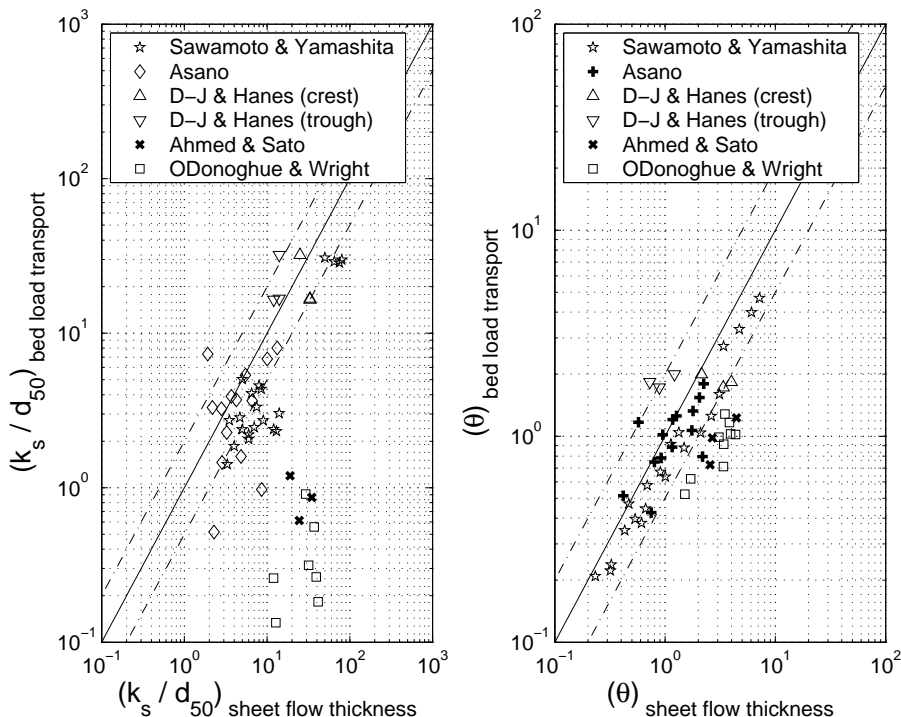 10^3
10^2
10^1
10^0
10^-1
10^-1 10^0 10^1 10^2 10^3
(k_s / d_50) bed load transport
(k_s / d_50) sheet flow thickness
Sawamoto & Yamashita
Asano
D-J & Hanes (crest)
D-J & Hanes (trough)
Ahmed & Sato
ODonoghue & Wright
10^2
10^1
10^0
10^-1
10^-1 10^0 10^1 10^2
(θ) bed load transport
(θ) sheet flow thickness
Sawamoto & Yamashita
Asano
D-J & Hanes (crest)
D-J & Hanes (trough)
Ahmed & Sato
ODonoghue & Wright